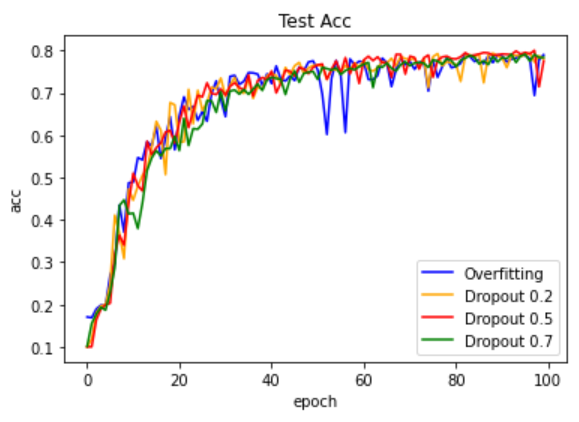 Test Acc
acc
0.8
0.7
0.6
0.5
0.4
0.3
0.2
0.1
Overfitting
Dropout 0.2
Dropout 0.5
Dropout 0.7
0 20 40 60 80 100
epoch